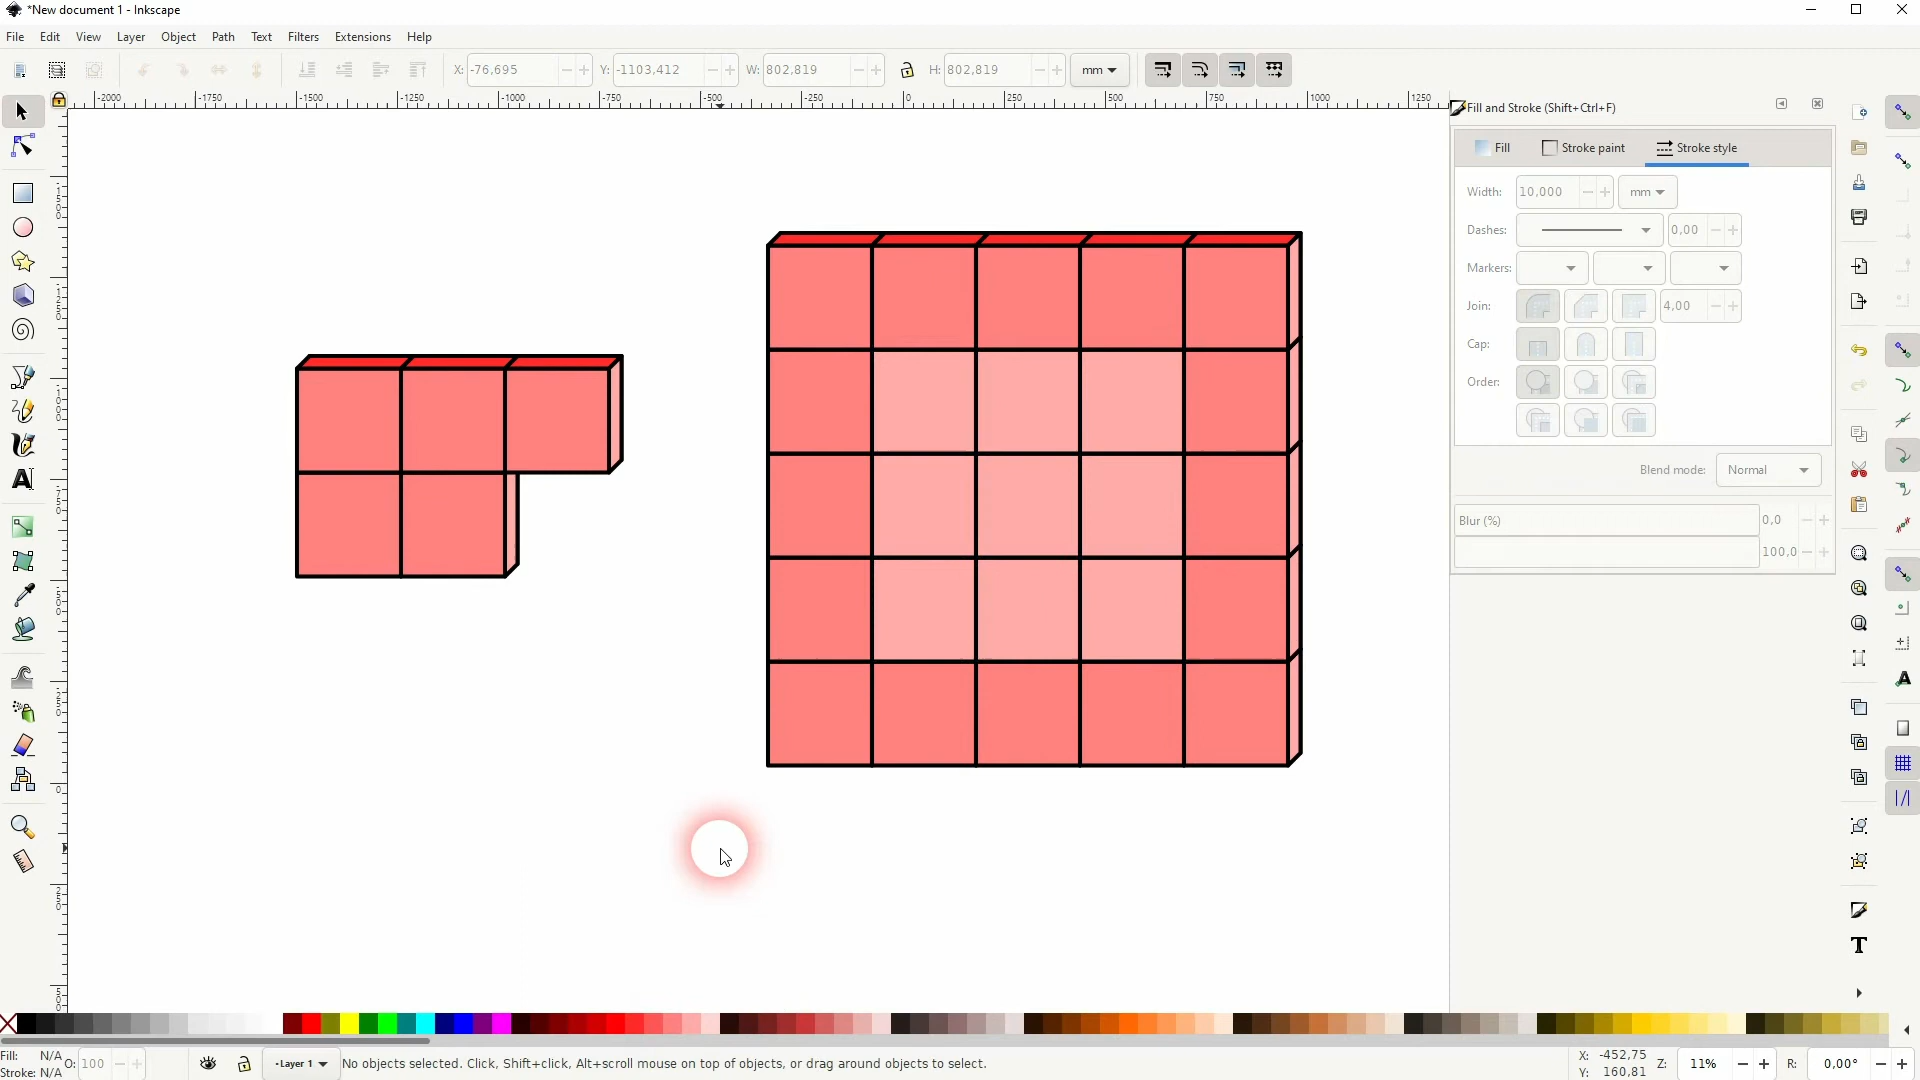 *New document 1 - Inkscape
File Edit View Layer Object Path Text Filters Extensions Help
X: -76,695 Y: -1103,412 W: 802,819 H: 802,819 mm
-2000 -1750 -1500 -1250 -1000 -750 -500 -250 0 250 500 750 1000 1250
Fill and Stroke (Shift+Ctrl+F)
Fill Stroke paint Stroke style
Width: 10,000 mm
Dashes: 0,00
Markers:
Join: 4,00
Cap:
Order:
Blend mode: Normal
Blur (%) 0,0
100,0
Fill: N/A O: 100
Stroke: N/A
-Layer 1 No objects selected. Click, Shift+click, Alt+scroll mouse on top of objects, or drag around objects to select.
X: -452,75 Z: 11% R: 0,00°
Y: 160,81